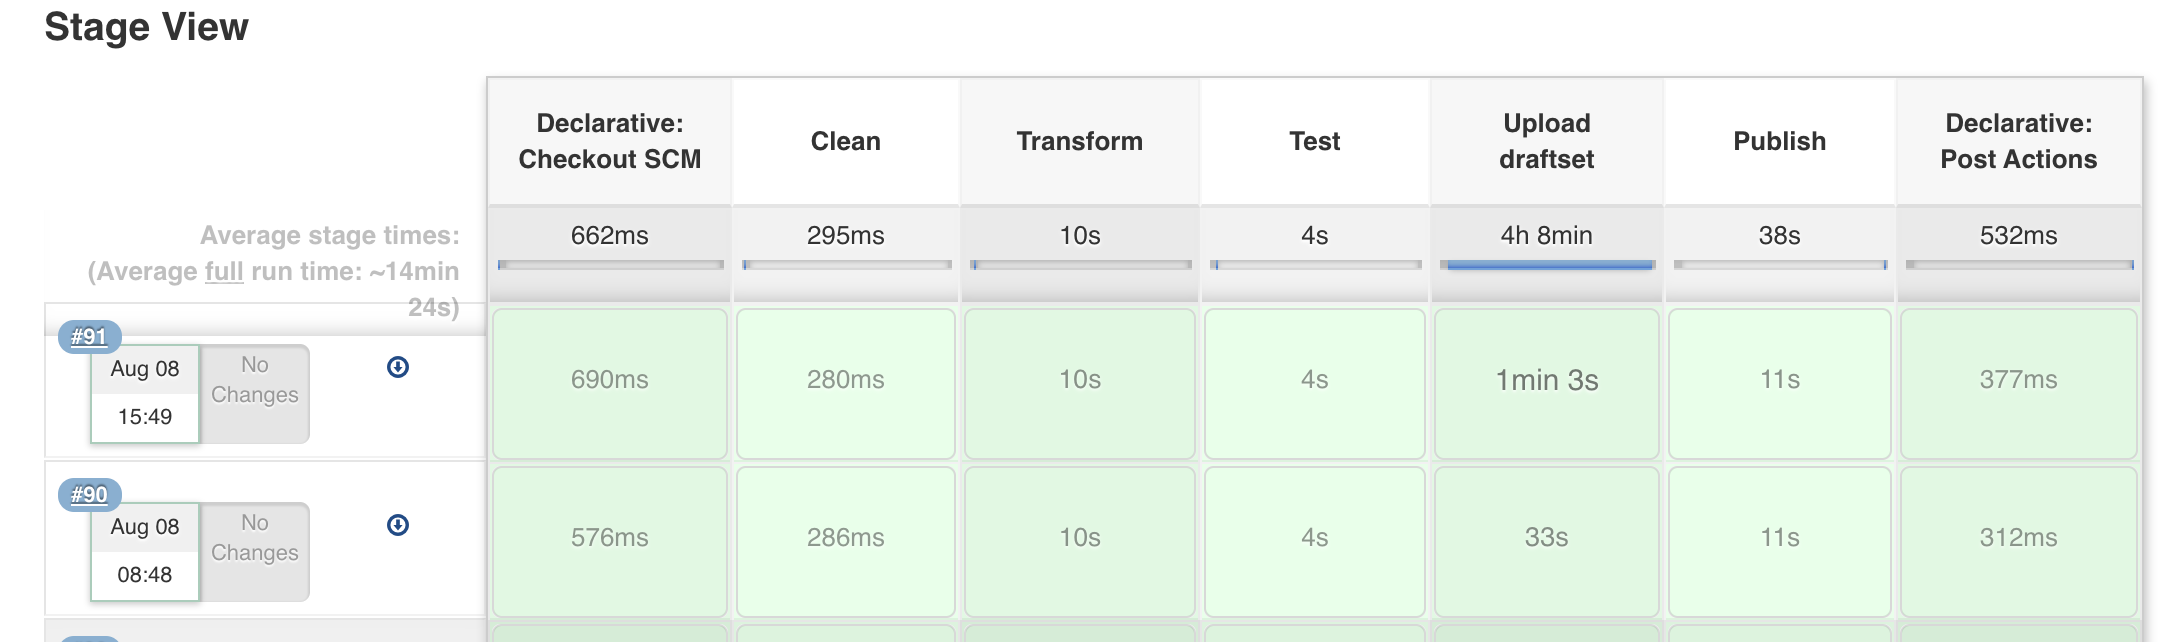 Stage View
Declarative:
Checkout SCM
Clean
Transform
Test
Upload
draftset
Publish
Declarative:
Post Actions
Average stage times:
(Average full run time: ~14min
24s)
662ms
295ms
10s
4s
4h 8min
38s
532ms
#91
Aug 08
15:49
No
Changes
690ms
280ms
10s
4s
1min 3s
11s
377ms
#90
Aug 08
08:48
No
Changes
576ms
286ms
10s
4s
33s
11s
312ms